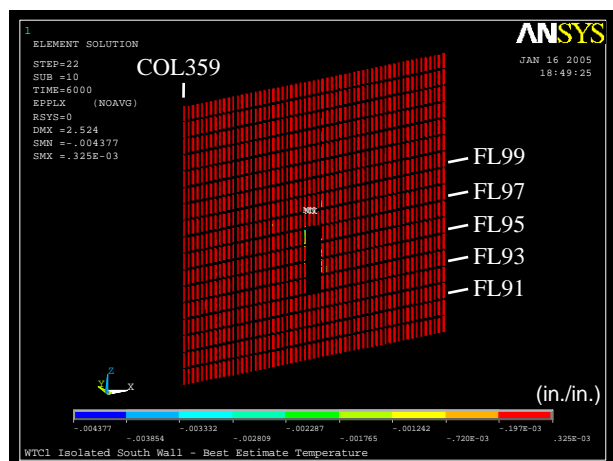 1
ELEMENT SOLUTION
STEP=22
SUB =10
TIME=6000
EPPLX (NOAVG)
RSYS=0
DMX =2.524
SMN =-.004377
SMX =.325E-03
ANSYS
JAN 16 2005
18:49:25
COL359
FL99
FL97
FL95
FL93
FL91
MX
Z
Y
X
(in./in.)
-.004377 -.003332 -.002287 -.001242 -.197E-03
-.003854 -.002809 -.001765 -.720E-03 .325E-03
WTC1 Isolated South Wall - Best Estimate Temperature